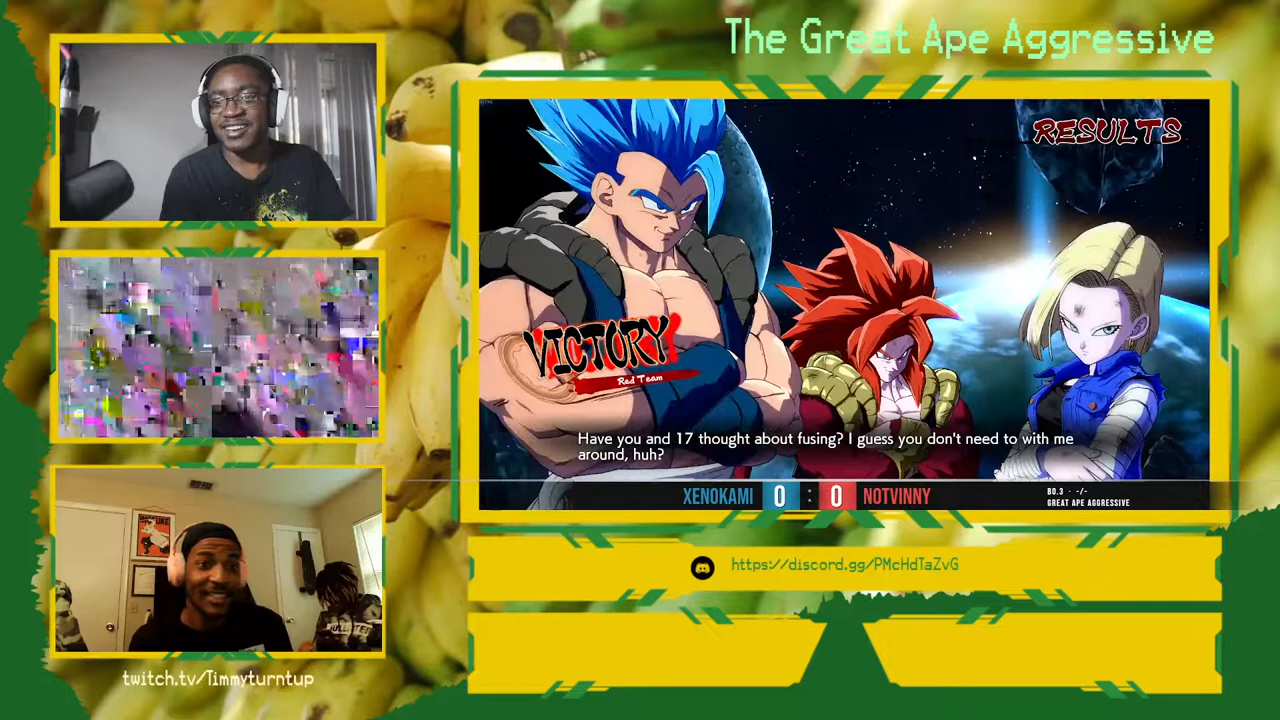 The Great Ape Aggressive
RESULTS
VICTORY
Red Team
Have you and 17 thought about fusing? I guess you don't need to with me
around, huh?
XENOKAMI 0 : 0 NOTVINNY
BO.3 - -/-
GREAT APE AGGRESSIVE
https://discord.gg/PMcHdTaZvG
twitch.tv/Timmyturntup